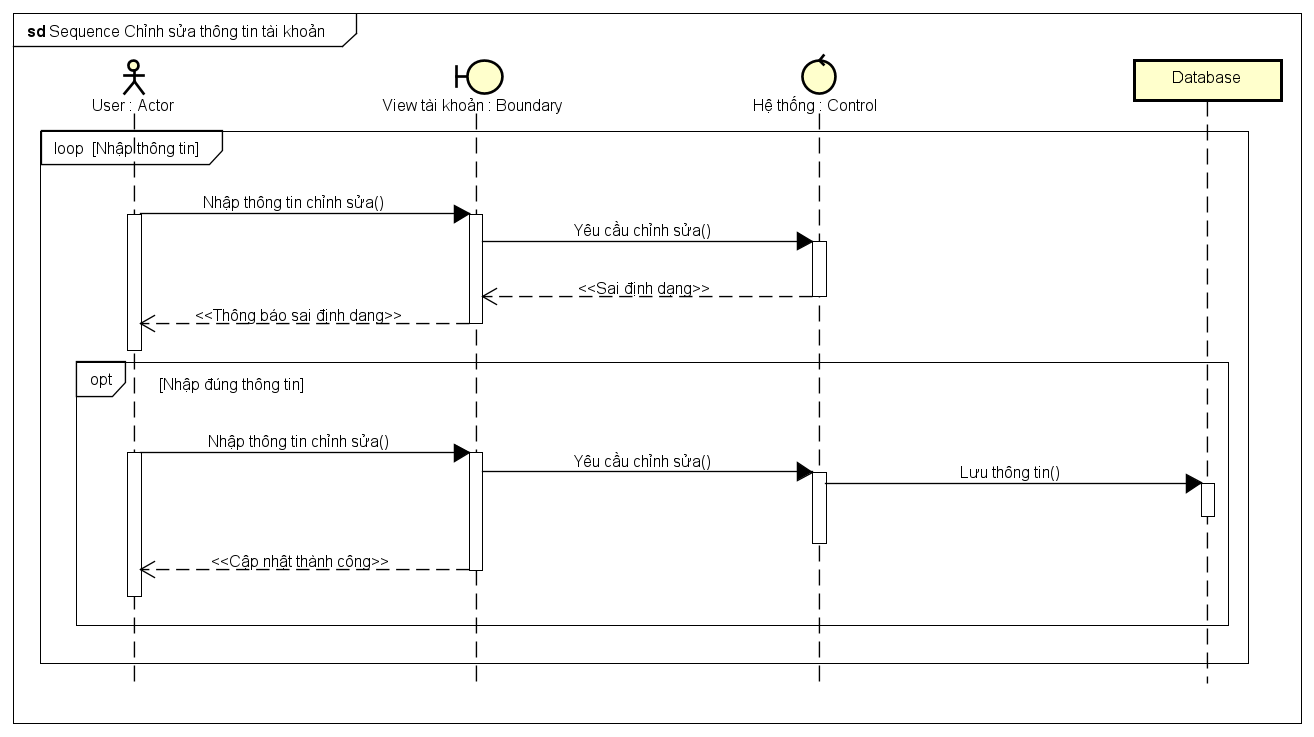 sd Sequence Chỉnh sửa thông tin tài khoản
User : Actor
View tài khoản : Boundary
Hệ thống : Control
Database
loop [Nhập thông tin]
Nhập thông tin chỉnh sửa()
Yêu cầu chỉnh sửa()
<<Sai định dạng>>
<<Thông báo sai định dang>>
opt
[Nhập đúng thông tin]
Nhập thông tin chỉnh sửa()
Yêu cầu chỉnh sửa()
Lưu thông tin()
<<Cập nhật thành công>>